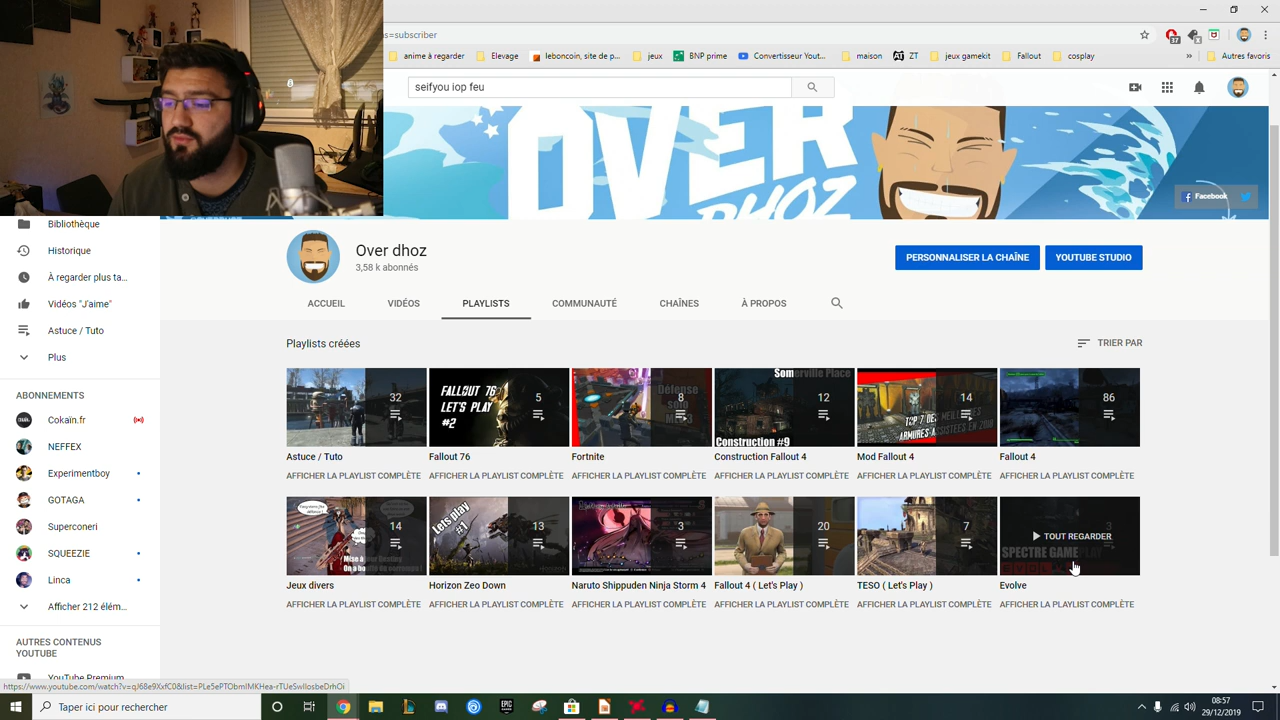 s=subscriber
anime à regarder
Elevage
leboncoin, site de p...
jeux
BNP prime
Convertisseur Yout...
maison
ZT
jeux gamekit
Fallout
cosplay
»
Autres favoris
seifyou iop feu
OVER
DHOZ
Facebook
Bibliothèque
Historique
À regarder plus ta...
Vidéos "J'aime"
Astuce / Tuto
Plus
ABONNEMENTS
Cokaïn.fr
NEFFEX
Experimentboy
GOTAGA
Superconeri
SQUEEZIE
Linca
Afficher 212 élém...
AUTRES CONTENUS
YOUTUBE
YouTube Premium
Over dhoz
3,58 k abonnés
PERSONNALISER LA CHAÎNE
YOUTUBE STUDIO
ACCUEIL
VIDÉOS
PLAYLISTS
COMMUNAUTÉ
CHAÎNES
À PROPOS
Playlists créées
TRIER PAR
32
FALLOUT 76
LET'S PLAY
#2
5
Défense
8
Somerville Place
12
Construction #9
14
86
Astuce / Tuto
Fallout 76
Fortnite
Construction Fallout 4
Mod Fallout 4
Fallout 4
AFFICHER LA PLAYLIST COMPLÈTE
AFFICHER LA PLAYLIST COMPLÈTE
AFFICHER LA PLAYLIST COMPLÈTE
AFFICHER LA PLAYLIST COMPLÈTE
AFFICHER LA PLAYLIST COMPLÈTE
AFFICHER LA PLAYLIST COMPLÈTE
14
Lets play
#1
13
3
20
7
3
TOUT REGARDER
SPECTRE GAMEPLAY
Jeux divers
Horizon Zeo Down
Naruto Shippuden Ninja Storm 4
Fallout 4 ( Let's Play )
TESO ( Let's Play )
Evolve
AFFICHER LA PLAYLIST COMPLÈTE
AFFICHER LA PLAYLIST COMPLÈTE
AFFICHER LA PLAYLIST COMPLÈTE
AFFICHER LA PLAYLIST COMPLÈTE
AFFICHER LA PLAYLIST COMPLÈTE
AFFICHER LA PLAYLIST COMPLÈTE
Taper ici pour rechercher
EPIC
GAMES
08:57
29/12/2019